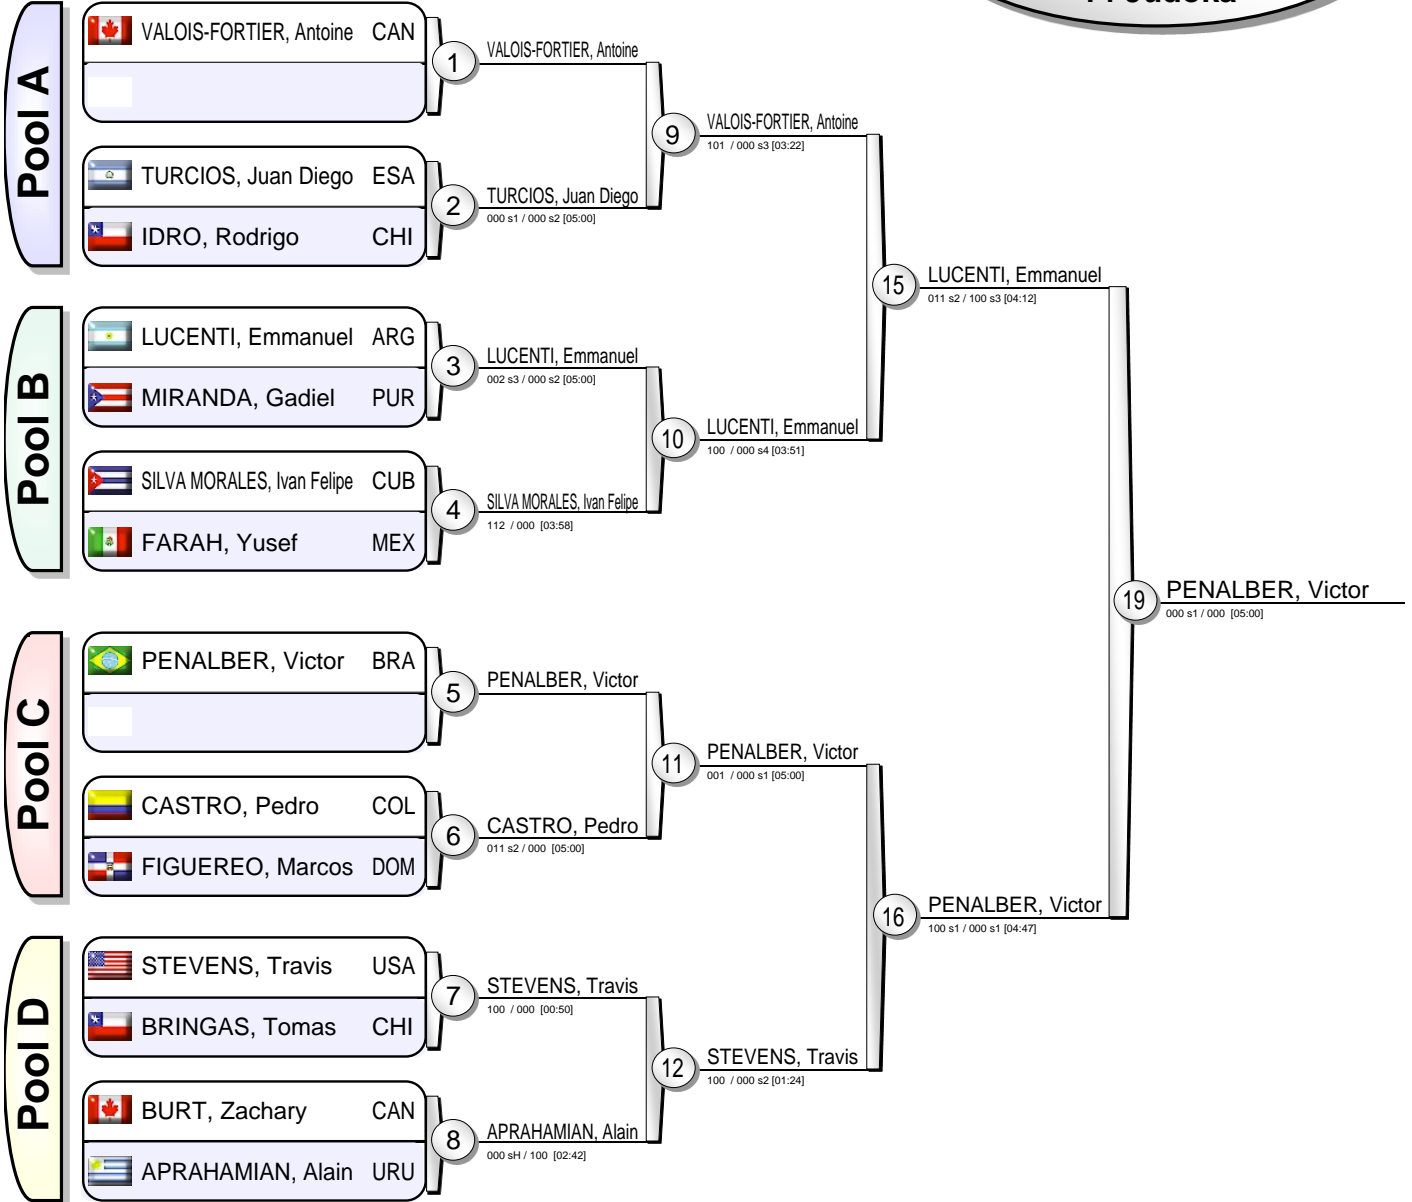 Pool A
VALOIS-FORTIER, Antoine CAN
1
VALOIS-FORTIER, Antoine
TURCIOS, Juan Diego ESA
IDRO, Rodrigo CHI
2
TURCIOS, Juan Diego
000 s1 / 000 s2 [05:00]
9
VALOIS-FORTIER, Antoine
101 / 000 s3 [03:22]
Pool B
LUCENTI, Emmanuel ARG
MIRANDA, Gadiel PUR
3
LUCENTI, Emmanuel
002 s3 / 000 s2 [05:00]
SILVA MORALES, Ivan Felipe CUB
FARAH, Yusef MEX
4
SILVA MORALES, Ivan Felipe
112 / 000 [03:58]
10
LUCENTI, Emmanuel
100 / 000 s4 [03:51]
15
LUCENTI, Emmanuel
011 s2 / 100 s3 [04:12]
Pool C
PENALBER, Victor BRA
5
PENALBER, Victor
CASTRO, Pedro COL
FIGUEREO, Marcos DOM
6
CASTRO, Pedro
011 s2 / 000 [05:00]
11
PENALBER, Victor
001 / 000 s1 [05:00]
Pool D
STEVENS, Travis USA
BRINGAS, Tomas CHI
7
STEVENS, Travis
100 / 000 [00:50]
BURT, Zachary CAN
APRAHAMIAN, Alain URU
8
APRAHAMIAN, Alain
000 sH / 100 [02:42]
12
STEVENS, Travis
100 / 000 s2 [01:24]
16
PENALBER, Victor
100 s1 / 000 s1 [04:47]
19
PENALBER, Victor
000 s1 / 000 [05:00]